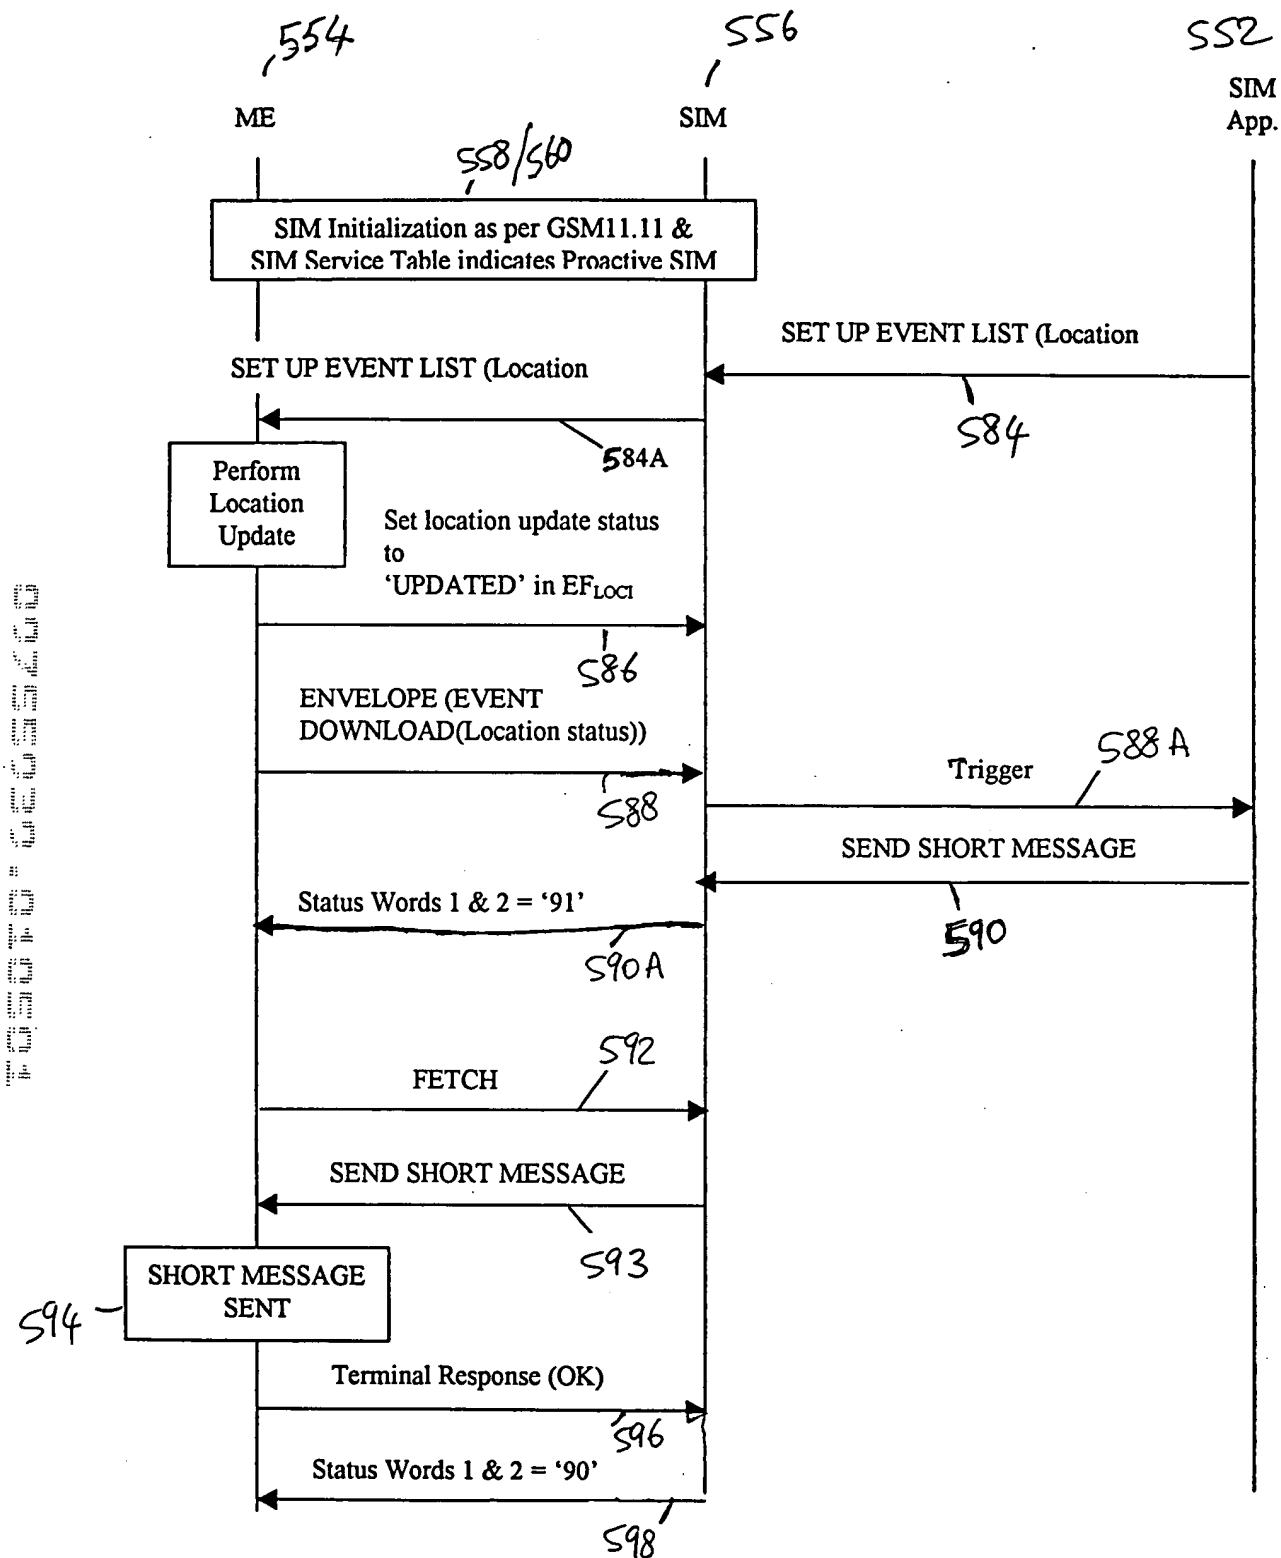 554
556
552
ME
SIM
SIM
App.
558/560
SIM Initialization as per GSM11.11 &
SIM Service Table indicates Proactive SIM
SET UP EVENT LIST (Location
SET UP EVENT LIST (Location
584
584A
Perform
Location
Update
Set location update status
to
‘UPDATED’ in EFLOCI
586
ENVELOPE (EVENT
DOWNLOAD(Location status))
588
Trigger
588A
SEND SHORT MESSAGE
590
Status Words 1 & 2 = ‘91’
590A
592
FETCH
SEND SHORT MESSAGE
593
SHORT MESSAGE
SENT
594
Terminal Response (OK)
596
Status Words 1 & 2 = ‘90’
598